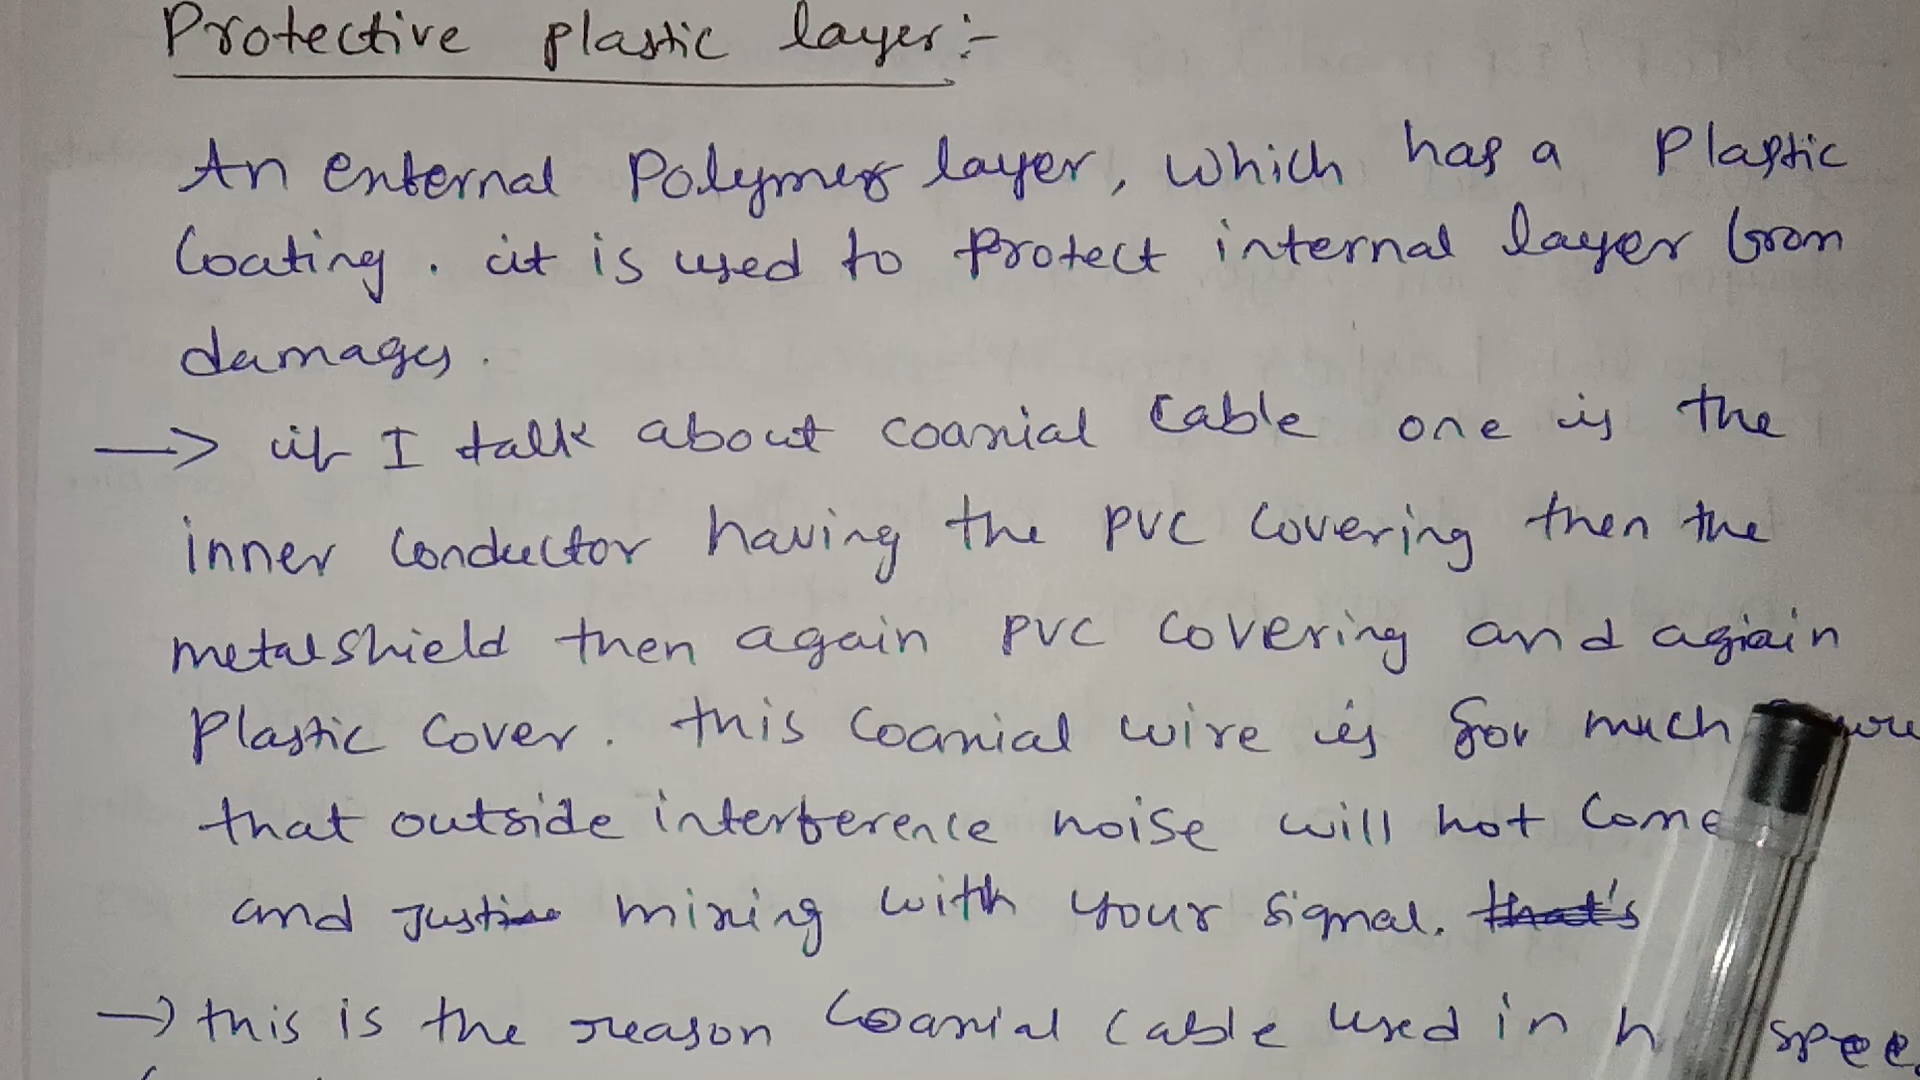 Protective plastic layer:-
An external Polymer layer, which has a Plastic
Coating. it is used to protect internal layer from
damages.
→ if I talk about coaxial cable one is the
inner conductor having the PVC covering then the
metal shield then again PVC covering and again
plastic cover. this coaxial wire is for much
that outside interference noise will not come
and just mixing with your signal. that's
→ this is the reason coaxial cable used in